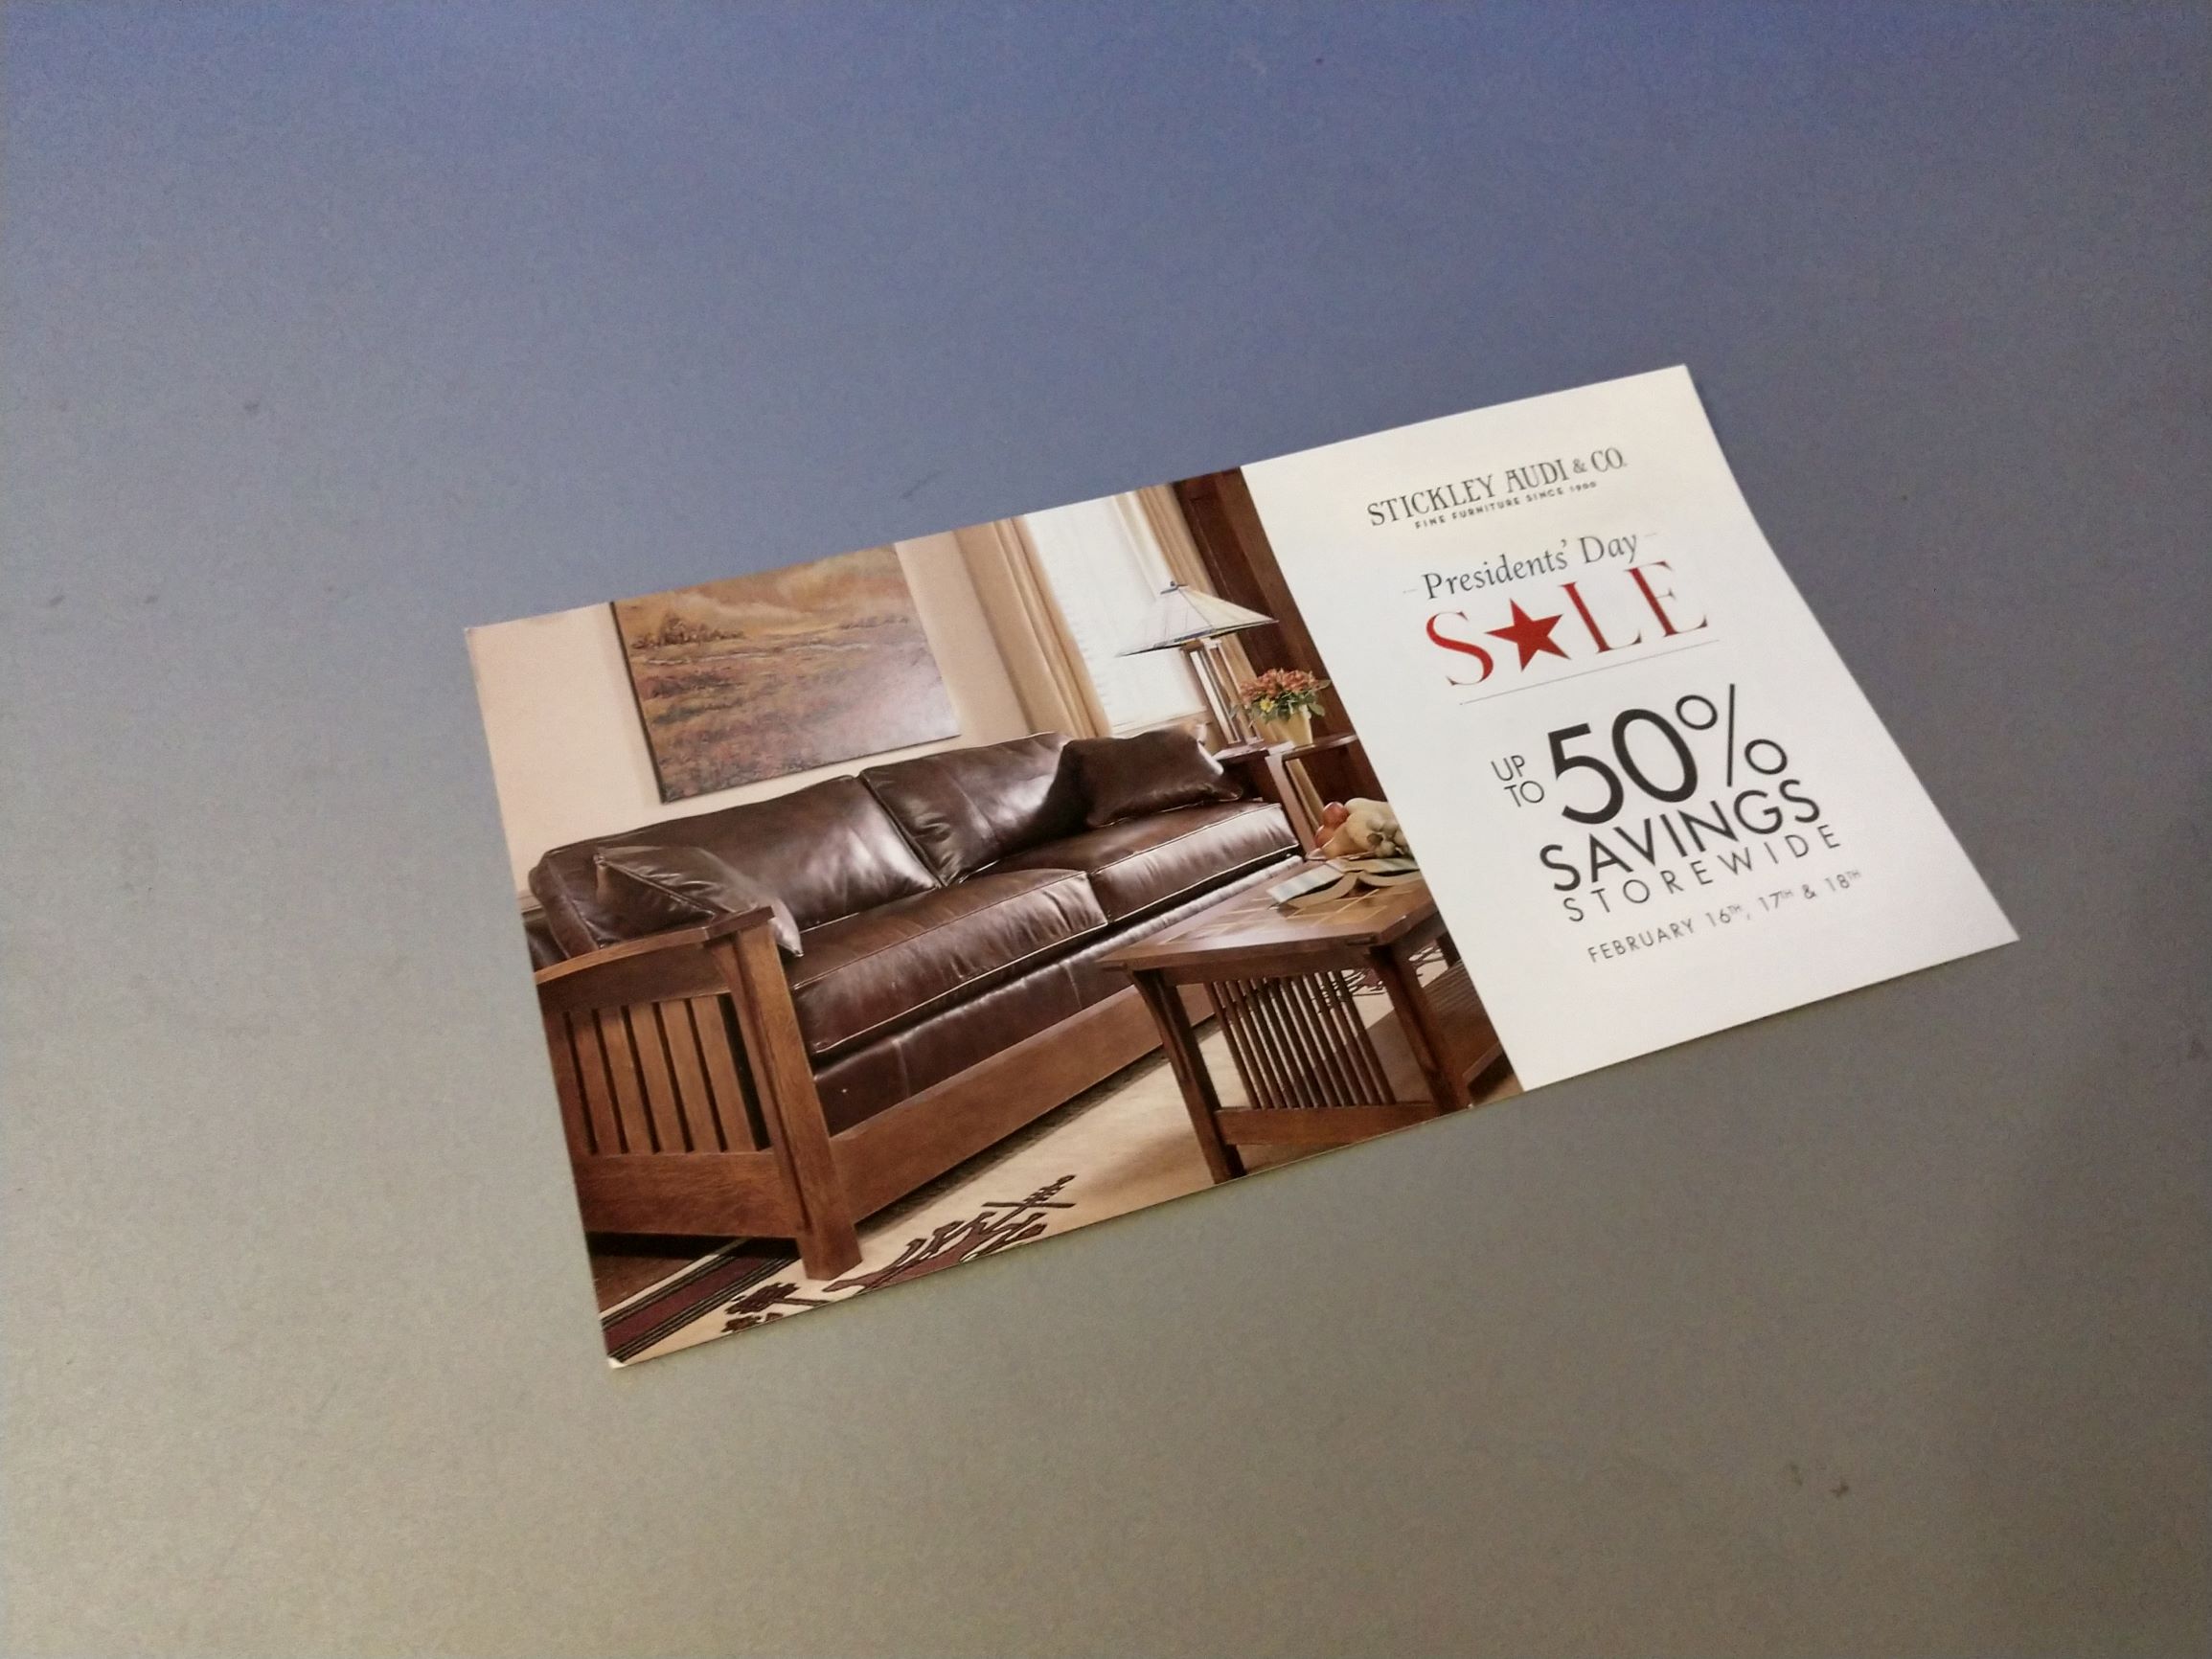 STICKLEY AUDI & CO.
FINE FURNITURE SINCE 1900
Presidents' Day
S★LE
UP TO 50%
SAVINGS
STOREWIDE
FEBRUARY 16TH, 17TH & 18TH